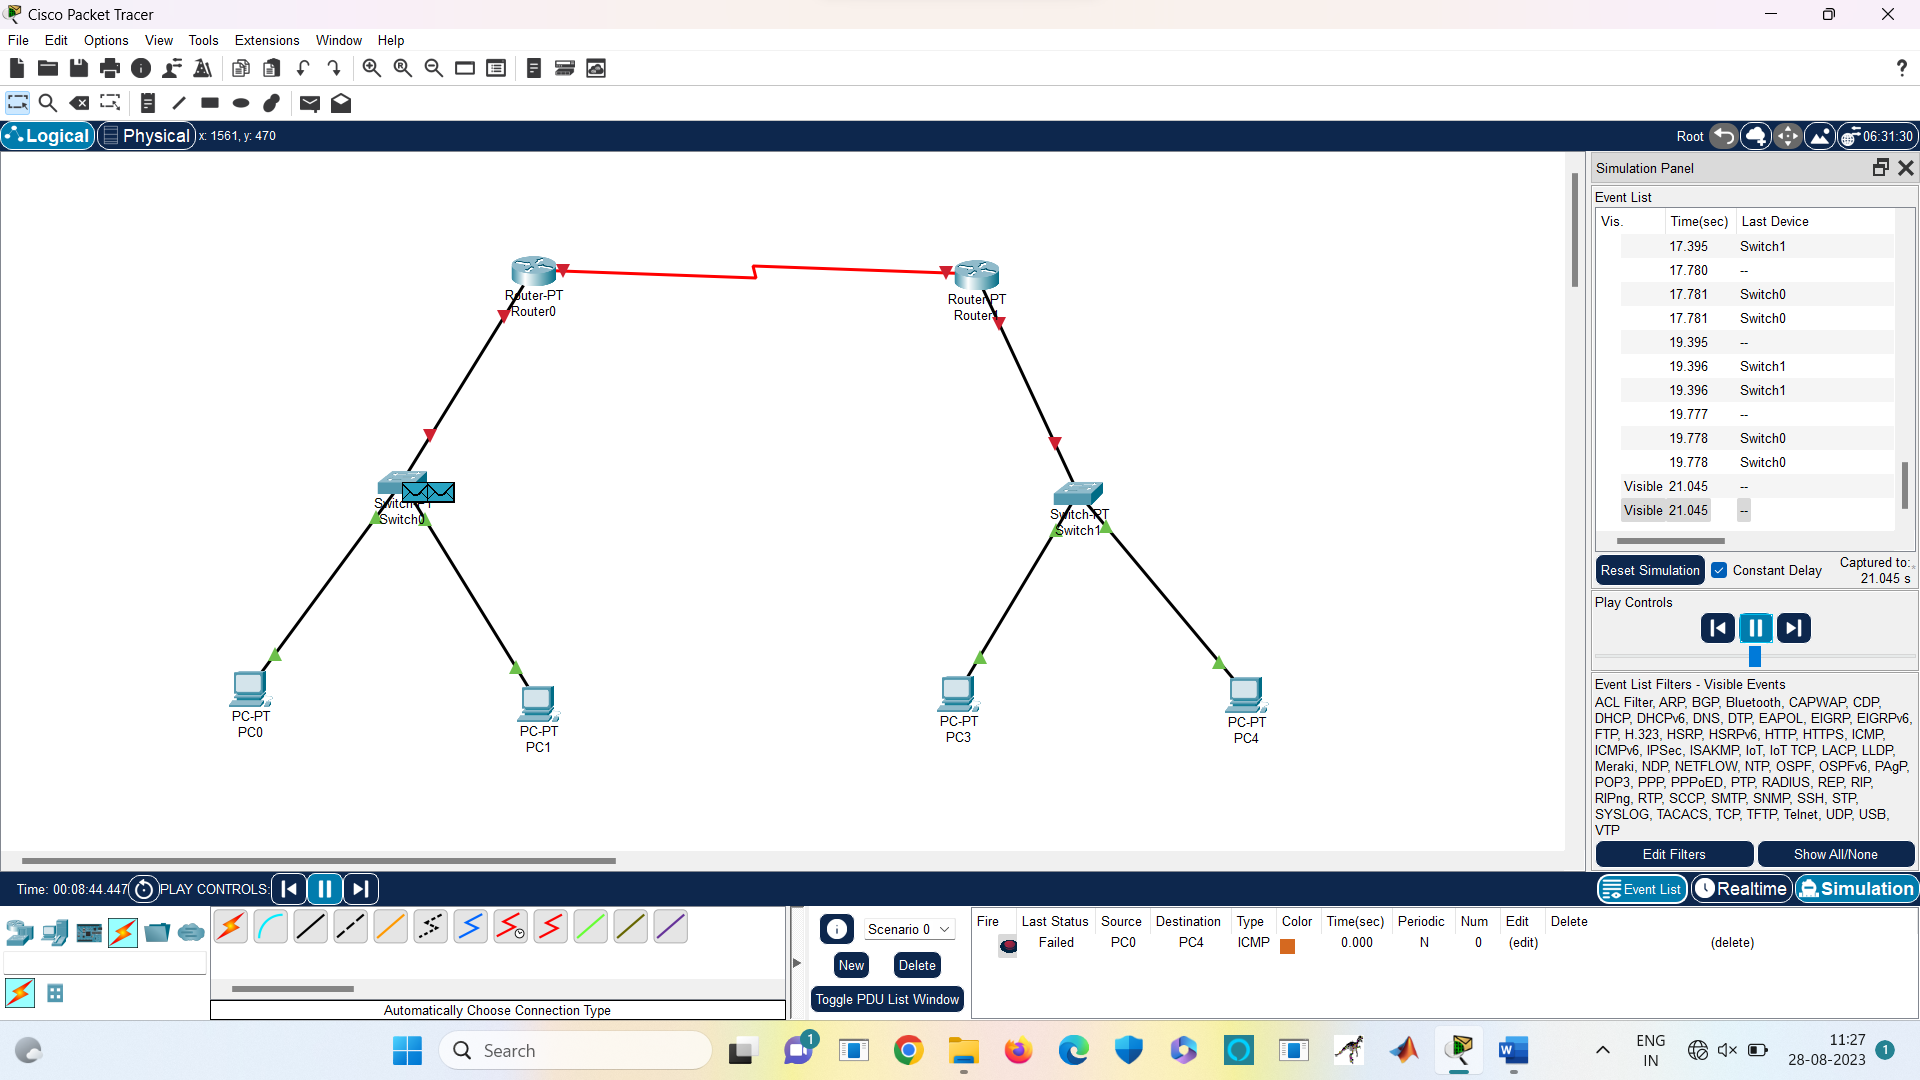 Cisco Packet Tracer
File Edit Options View Tools Extensions Window Help
Logical Physical x: 1561, y: 470
Root 06:31:30
Router-PT
Router0
Router-PT
Switch0
Switch-PT
Switch1
PC-PT
PC0
PC-PT
PC1
PC-PT
PC3
PC-PT
PC4
Simulation Panel
Event List
Vis. Time(sec) Last Device
17.395 Switch1
17.780 --
17.781 Switch0
17.781 Switch0
19.395 --
19.396 Switch1
19.396 Switch1
19.777 --
19.778 Switch0
19.778 Switch0
Visible 21.045 --
Visible 21.045 --
Reset Simulation Constant Delay Captured to:
21.045 s
Play Controls
Event List Filters - Visible Events
ACL Filter, ARP, BGP, Bluetooth, CAPWAP, CDP,
DHCP, DHCPv6, DNS, DTP, EAPOL, EIGRP, EIGRPv6,
FTP, H.323, HSRP, HSRPv6, HTTP, HTTPS, ICMP,
ICMPv6, IPSec, ISAKMP, IoT, IoT TCP, LACP, LLDP,
Meraki, NDP, NETFLOW, NTP, OSPF, OSPFv6, PAgP,
POP3, PPP, PPPoED, PTP, RADIUS, REP, RIP,
RIPng, RTP, SCCP, SMTP, SNMP, SSH, STP,
SYSLOG, TACACS, TCP, TFTP, Telnet, UDP, USB,
VTP
Edit Filters Show All/None
Time: 00:08:44.447 PLAY CONTROLS:
Event List Realtime Simulation
Automatically Choose Connection Type
Scenario 0
New Delete
Toggle PDU List Window
Fire Last Status Source Destination Type Color Time(sec) Periodic Num Edit Delete
Failed PC0 PC4 ICMP 0.000 N 0 (edit) (delete)
Search
1
ENG
IN
11:27
28-08-2023
1